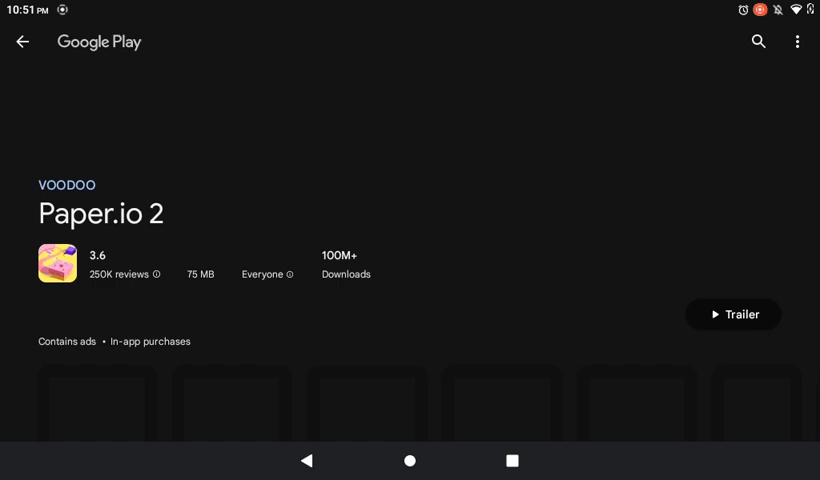 10:51 PM
Google Play
VOODOO
Paper.io 2
3.6
100M+
250K reviews
75 MB
Everyone
Downloads
Trailer
Contains ads • In-app purchases